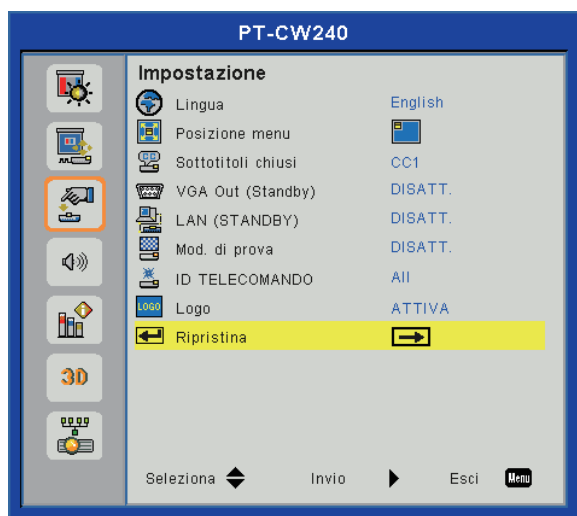 PT-CW240
Impostazione
Lingua English
Posizione menu
Sottotitoli chiusi CC1
VGA Out (Standby) DISATT.
LAN (STANDBY) DISATT.
Mod. di prova DISATT.
ID TELECOMANDO All
LOGO Logo ATTIVA
Ripristina
3D
Seleziona Invio Esci Menu